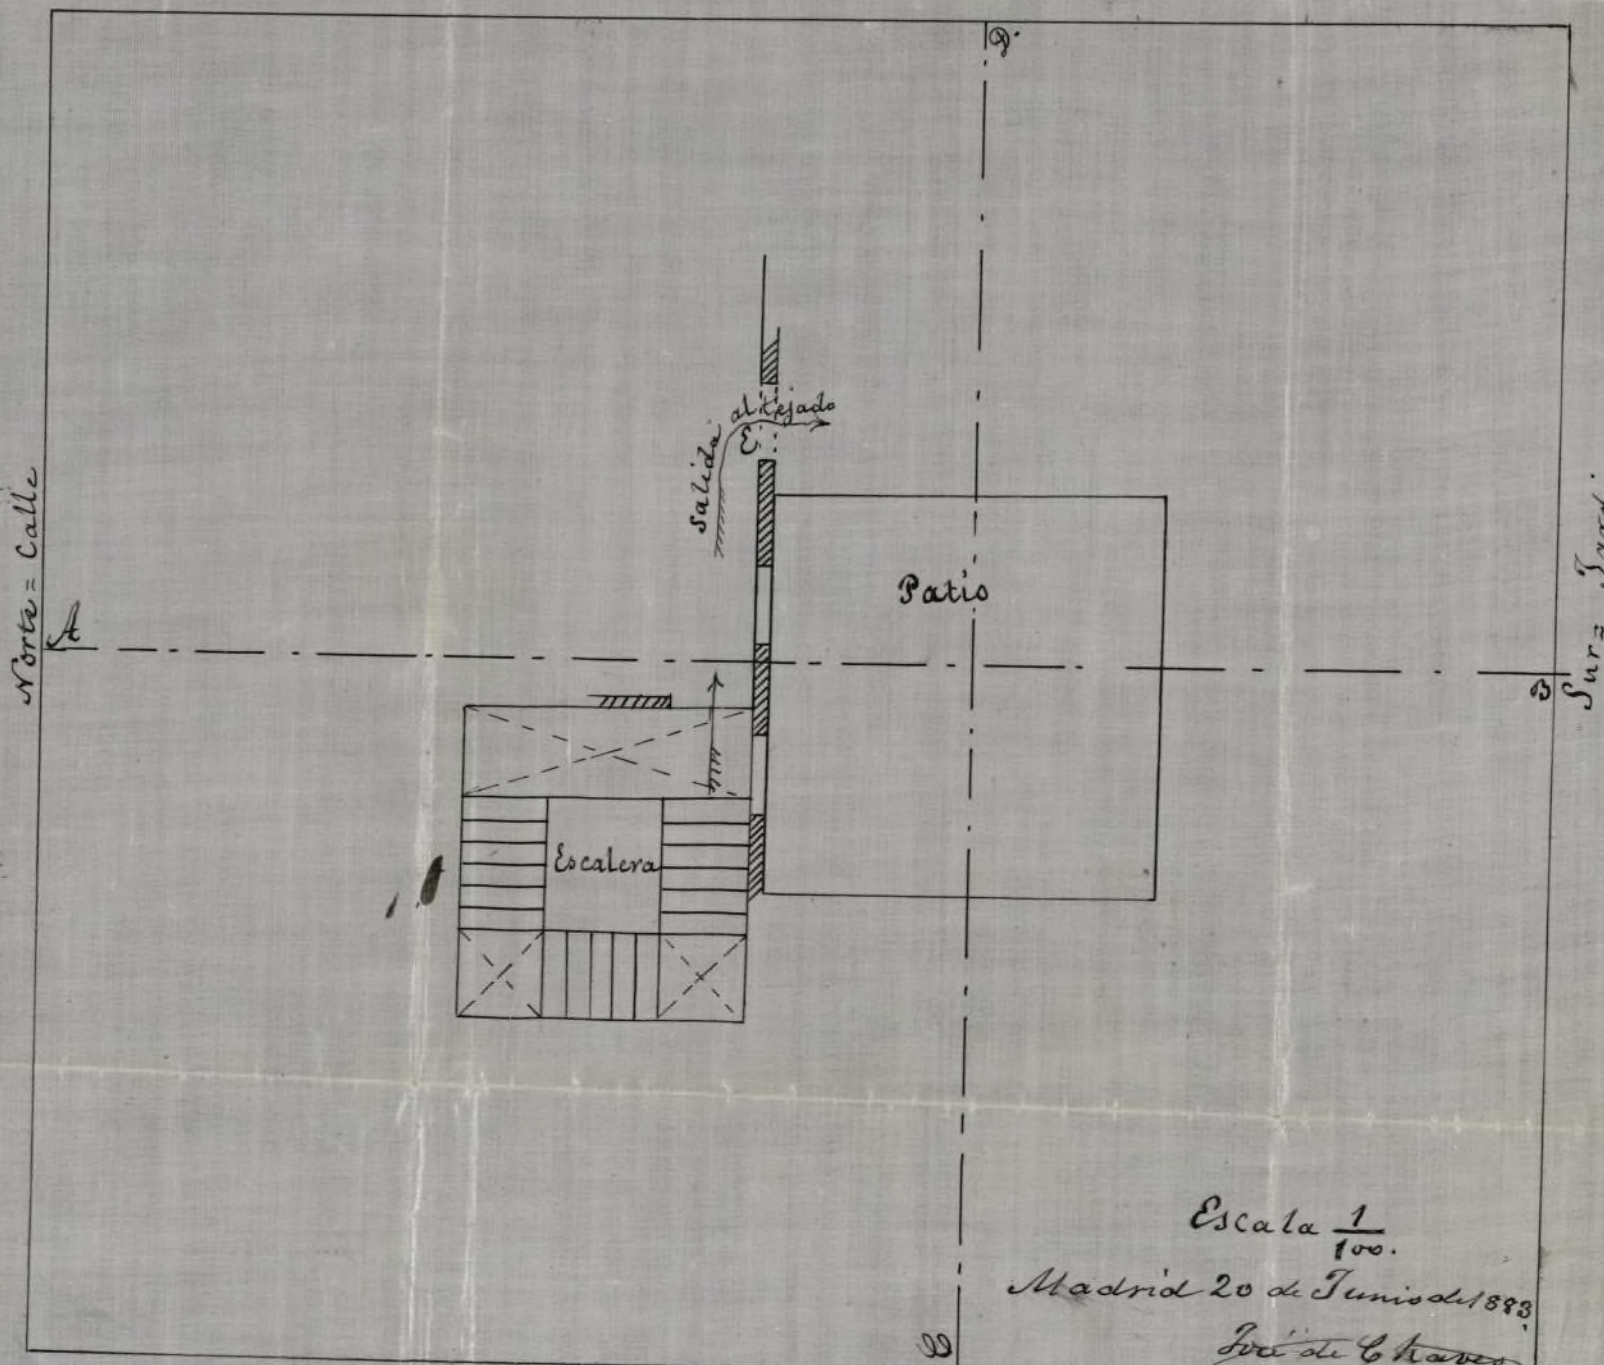 D.
al tejado
E
salida
Norte = Calle
Patio
A
B
Sur =
Escalera
Escala 1/100.
Madrid 20 de Junio de 1883.
José de Chaves